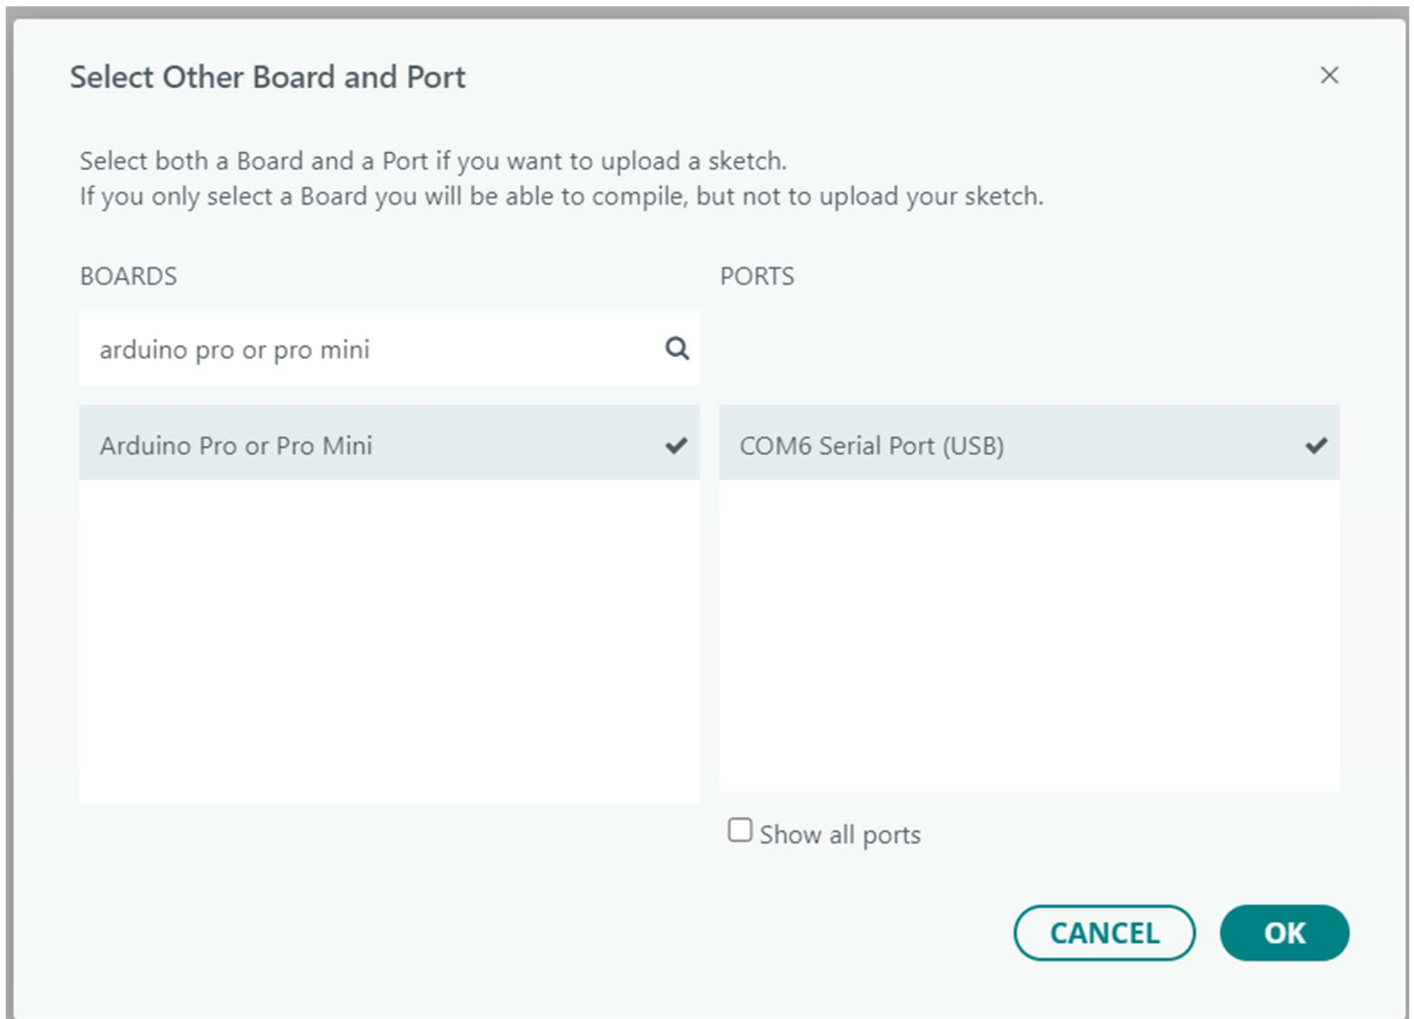 Select Other Board and Port
Select both a Board and a Port if you want to upload a sketch.
If you only select a Board you will be able to compile, but not to upload your sketch.
BOARDS
arduino pro or pro mini
Arduino Pro or Pro Mini
PORTS
COM6 Serial Port (USB)
Show all ports
CANCEL
OK